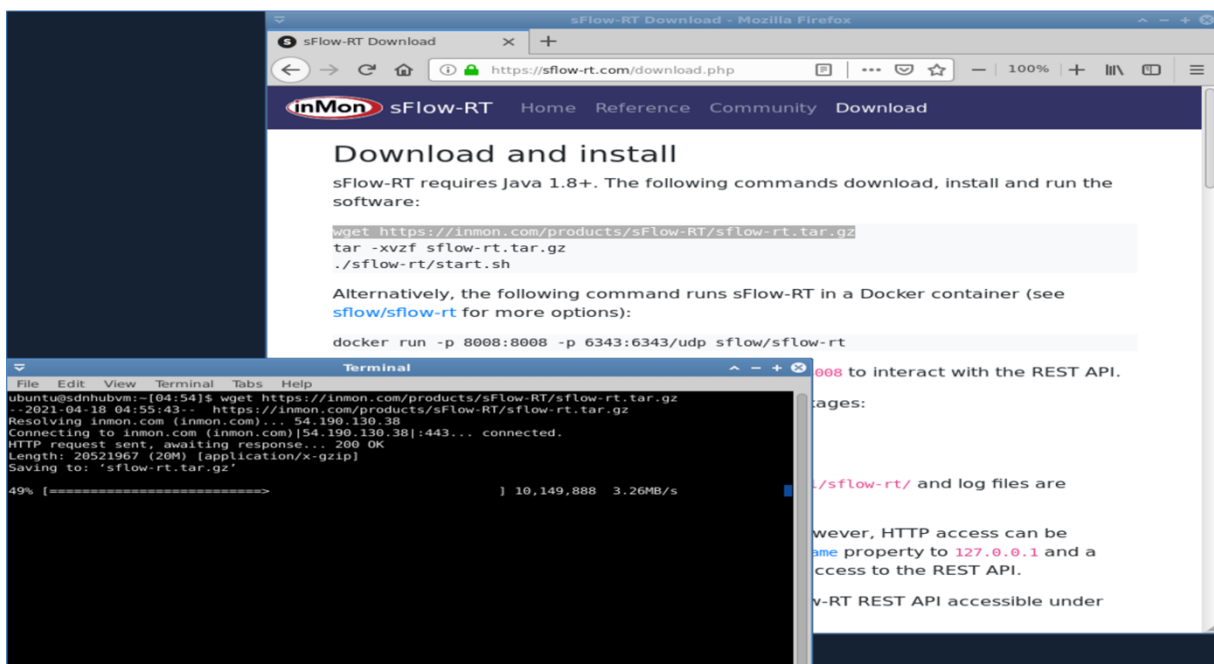 sFlow-RT Download - Mozilla Firefox
sFlow-RT Download
https://sflow-rt.com/download.php
100%
inMon sFlow-RT Home Reference Community Download
Download and install
sFlow-RT requires Java 1.8+. The following commands download, install and run the
software:
wget https://inmon.com/products/sFlow-RT/sflow-rt.tar.gz
tar -xvzf sflow-rt.tar.gz
./sflow-rt/start.sh
Alternatively, the following command runs sFlow-RT in a Docker container (see
sflow/sflow-rt for more options):
docker run -p 8008:8008 -p 6343:6343/udp sflow/sflow-rt
008 to interact with the REST API.
ages:
/sflow-rt/ and log files are
wever, HTTP access can be
ame property to 127.0.0.1 and a
ccess to the REST API.
w-RT REST API accessible under
Terminal
File Edit View Terminal Tabs Help
ubuntu@sdnhubvm:~[04:54]$ wget https://inmon.com/products/sFlow-RT/sflow-rt.tar.gz
--2021-04-18 04:55:43-- https://inmon.com/products/sFlow-RT/sflow-rt.tar.gz
Resolving inmon.com (inmon.com)... 54.190.130.38
Connecting to inmon.com (inmon.com)|54.190.130.38|:443... connected.
HTTP request sent, awaiting response... 200 OK
Length: 20521967 (20M) [application/x-gzip]
Saving to: ‘sflow-rt.tar.gz’
49% [==========================> ] 10,149,888 3.26MB/s